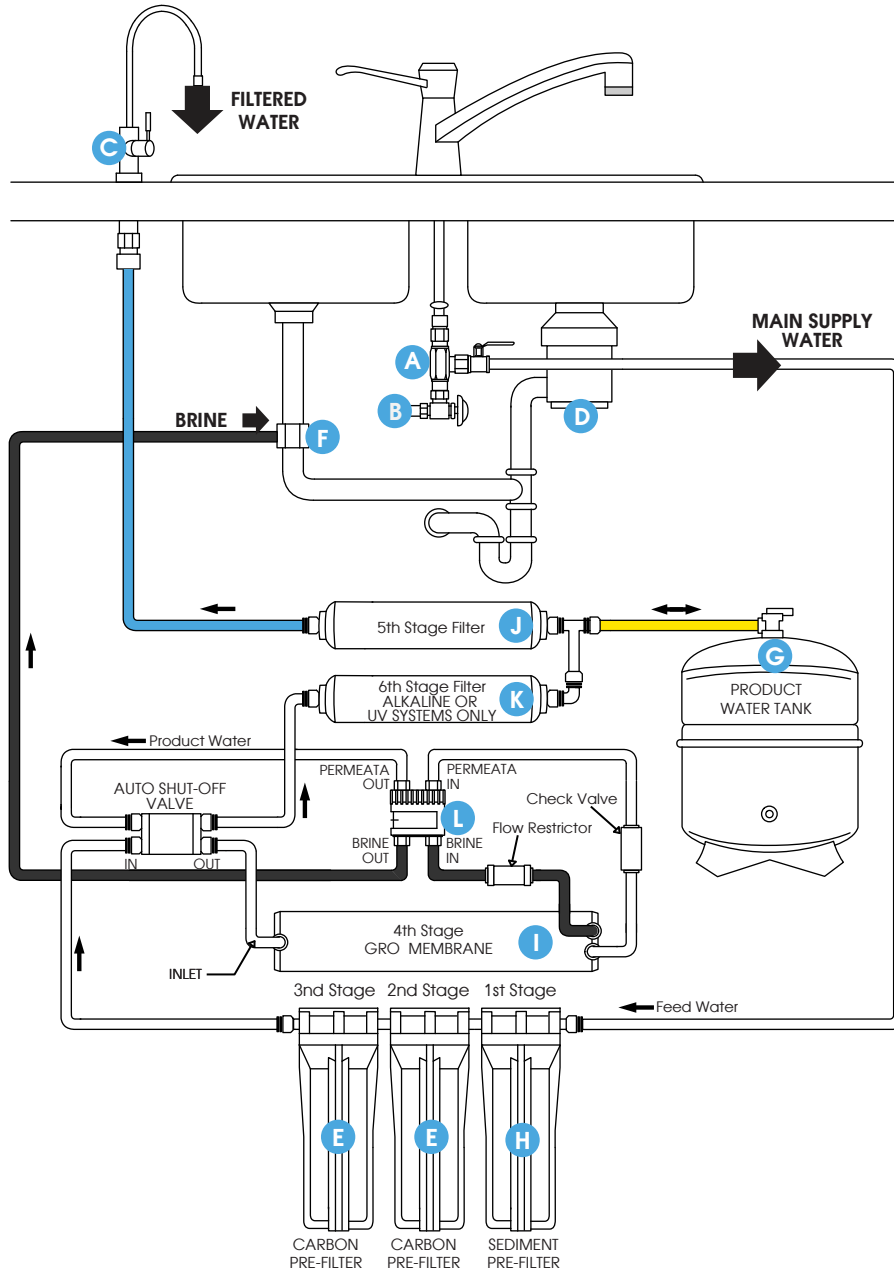 FILTERED
WATER
C
MAIN SUPPLY
WATER
A
B
D
BRINE
F
5th Stage Filter
J
G
6th Stage Filter
ALKALINE OR
UV SYSTEMS ONLY
K
PRODUCT
WATER TANK
Product Water
PERMEATA
OUT
PERMEATA
IN
AUTO SHUT-OFF
VALVE
Check Valve
L
Flow Restrictor
BRINE
OUT
BRINE
IN
IN
OUT
4th Stage
GRO MEMBRANE
I
INLET
3nd Stage
2nd Stage
1st Stage
Feed Water
E
E
H
CARBON
PRE-FILTER
CARBON
PRE-FILTER
SEDIMENT
PRE-FILTER